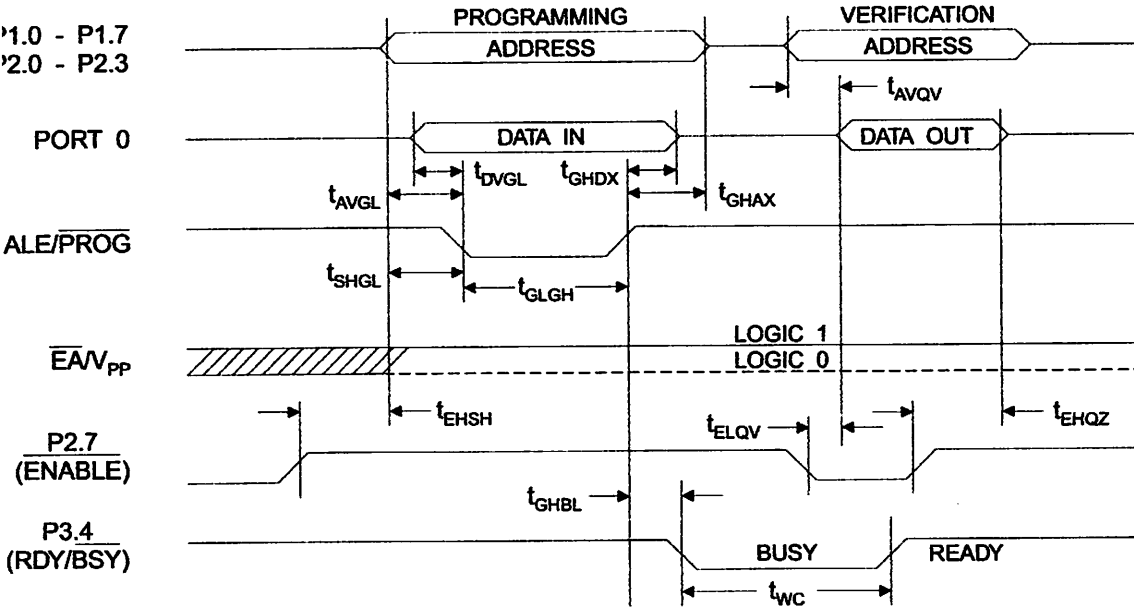 PROGRAMMING
VERIFICATION
P1.0 - P1.7
P2.0 - P2.3
ADDRESS
ADDRESS
tAVQV
PORT 0
DATA IN
DATA OUT
tDVGL
tGHDX
tAVGL
tGHAX
ALE/PROG
tSHGL
tGLGH
LOGIC 1
EA/VPP
LOGIC 0
tEHSH
tELQV
tEHQZ
P2.7
(ENABLE)
tGHBL
P3.4
(RDY/BSY)
BUSY
READY
tWC